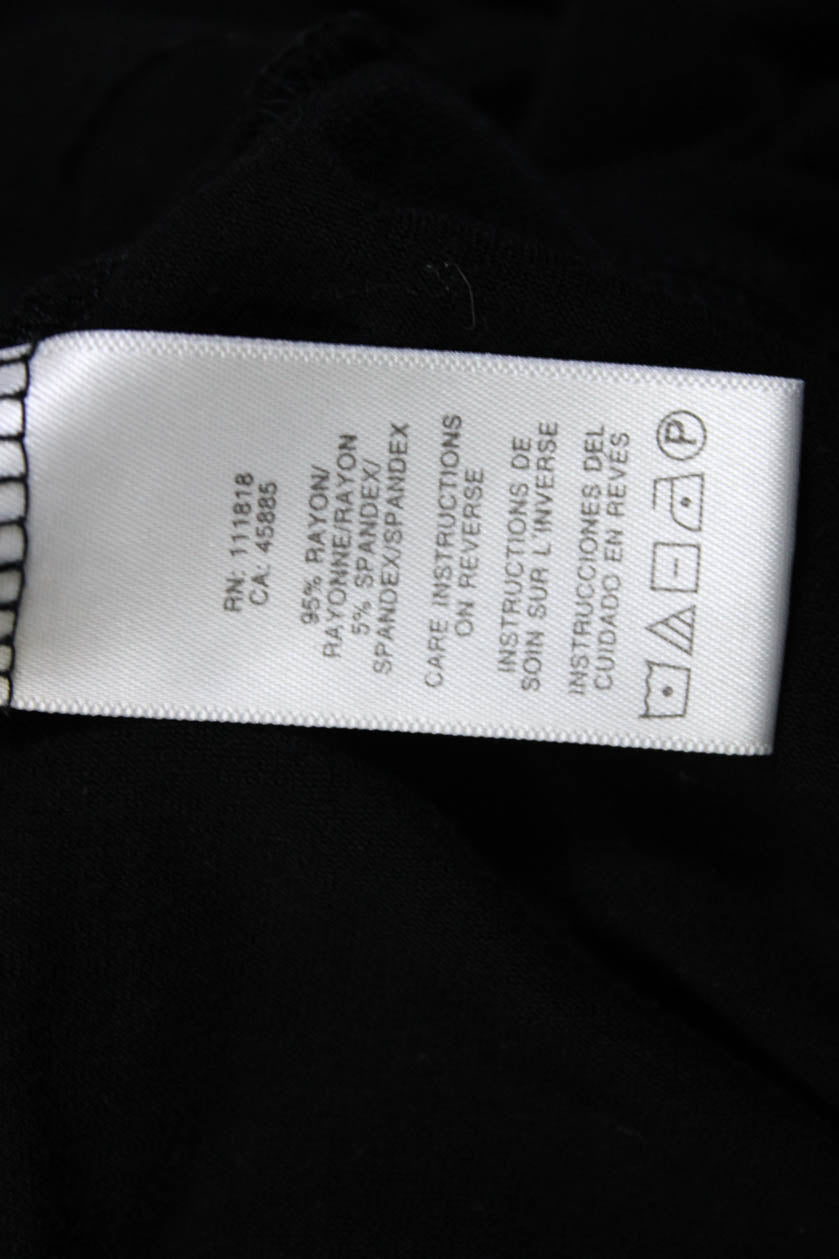 RN: 111818
CA: 45885
95% RAYON/
RAYONNE/RAYON
5% SPANDEX/
SPANDEX/SPANDEX
CARE INSTRUCTIONS
ON REVERSE
INSTRUCTIONS DE
SOIN SUR L'INVERSE
INSTRUCCIONES DEL
CUIDADO EN REVÉS
P